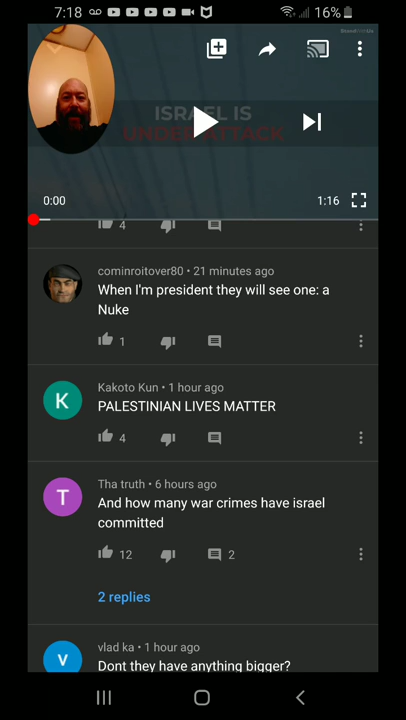 7:18
16%
StandWithUs
ISRAEL IS
UNDER ATTACK
0:00
1:16
4
cominroitover80 • 21 minutes ago
When I'm president they will see one: a
Nuke
1
K
Kakoto Kun • 1 hour ago
PALESTINIAN LIVES MATTER
4
T
Tha truth • 6 hours ago
And how many war crimes have israel
committed
12
2
2 replies
v
vlad ka • 1 hour ago
Dont they have anything bigger?